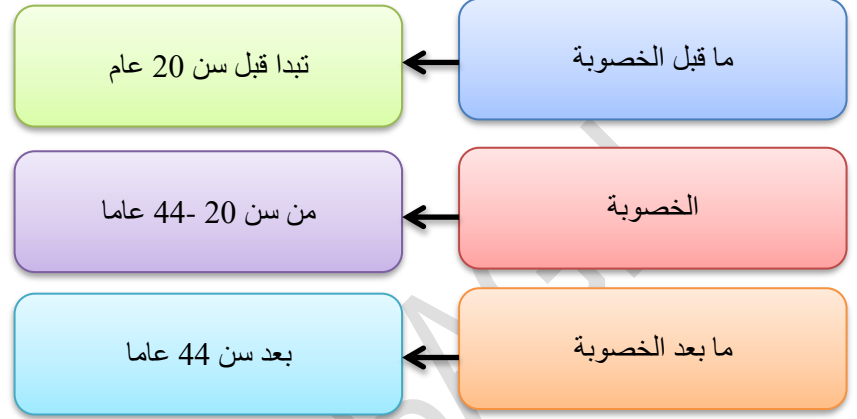 ما قبل الخصوبة
تبدا قبل سن 20 عام
الخصوبة
من سن 20 -44 عاما
ما بعد الخصوبة
بعد سن 44 عاما